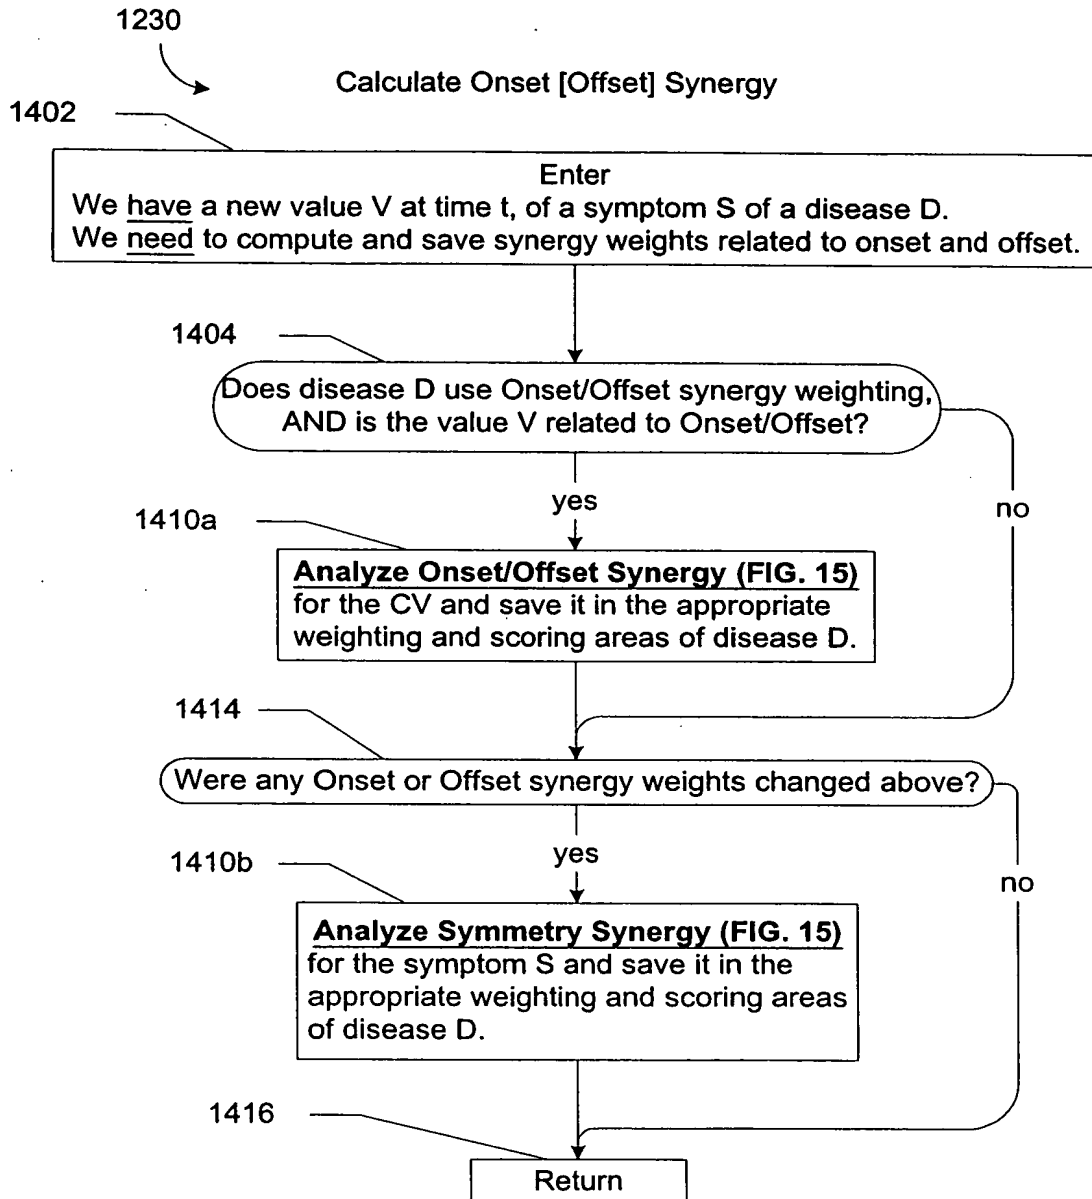 1230
Calculate Onset [Offset] Synergy
1402
Enter
We have a new value V at time t, of a symptom S of a disease D.
We need to compute and save synergy weights related to onset and offset.
1404
Does disease D use Onset/Offset synergy weighting,
AND is the value V related to Onset/Offset?
yes
no
1410a
Analyze Onset/Offset Synergy (FIG. 15)
for the CV and save it in the appropriate
weighting and scoring areas of disease D.
1414
Were any Onset or Offset synergy weights changed above?
yes
no
1410b
Analyze Symmetry Synergy (FIG. 15)
for the symptom S and save it in the
appropriate weighting and scoring areas
of disease D.
1416
Return